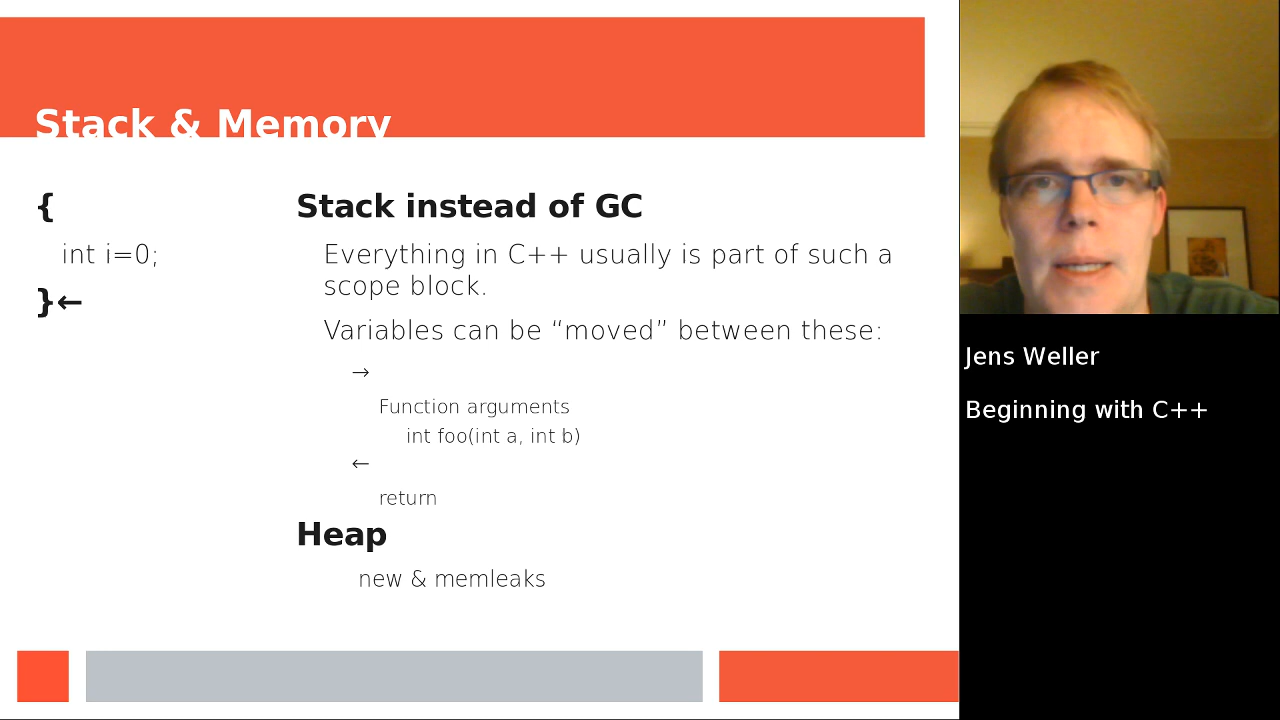 Stack & Memory
{
int i=0;
}←
Stack instead of GC
Everything in C++ usually is part of such a
scope block.
Variables can be “moved” between these:
→
Function arguments
int foo(int a, int b)
←
return
Heap
new & memleaks
Jens Weller
Beginning with C++